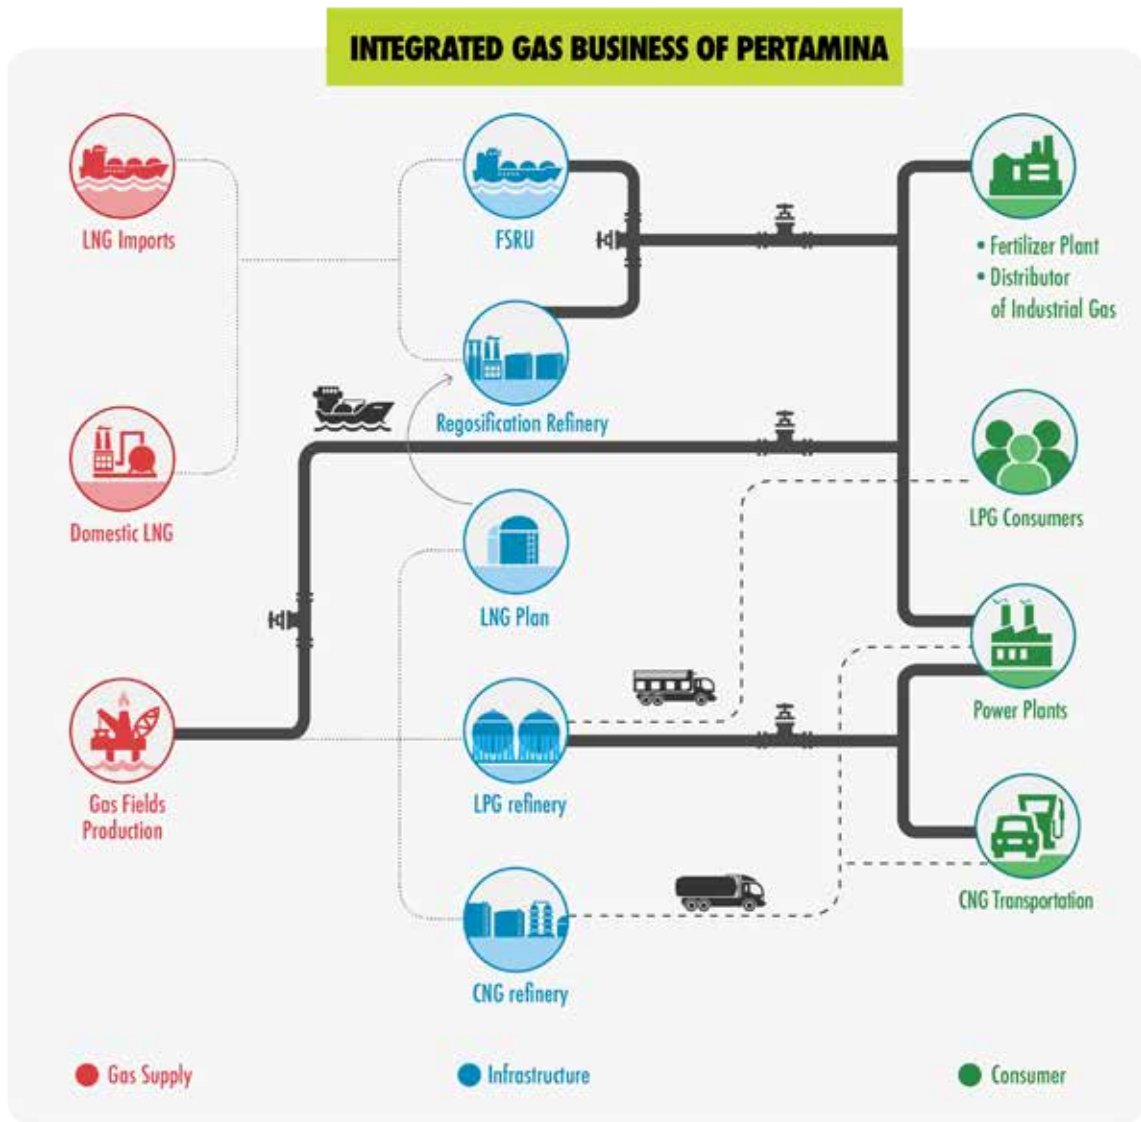 INTEGRATED GAS BUSINESS OF PERTAMINA
LNG Imports
FSRU
• Fertilizer Plant
• Distributor
of Industrial Gas
Regosification Refinery
Domestic LNG
LPG Consumers
LNG Plan
Power Plants
Gas Fields
Production
LPG refinery
CNG Transportation
CNG refinery
Gas Supply
Infrastructure
Consumer